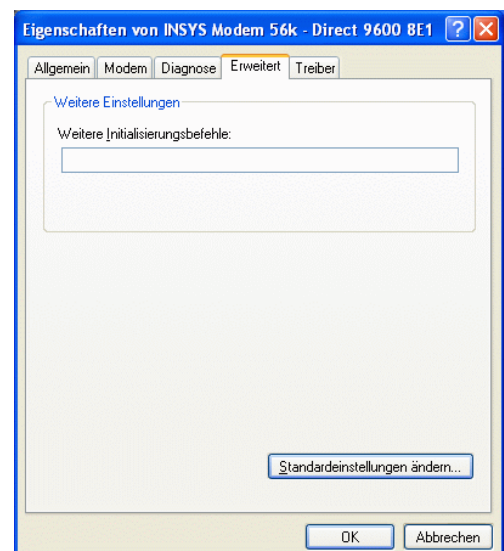 Eigenschaften von INSYS Modem 56k - Direct 9600 8E1
Allgemein Modem Diagnose Erweitert Treiber
Weitere Einstellungen
Weitere Initialisierungsbefehle:
Standardeinstellungen ändern...
OK Abbrechen